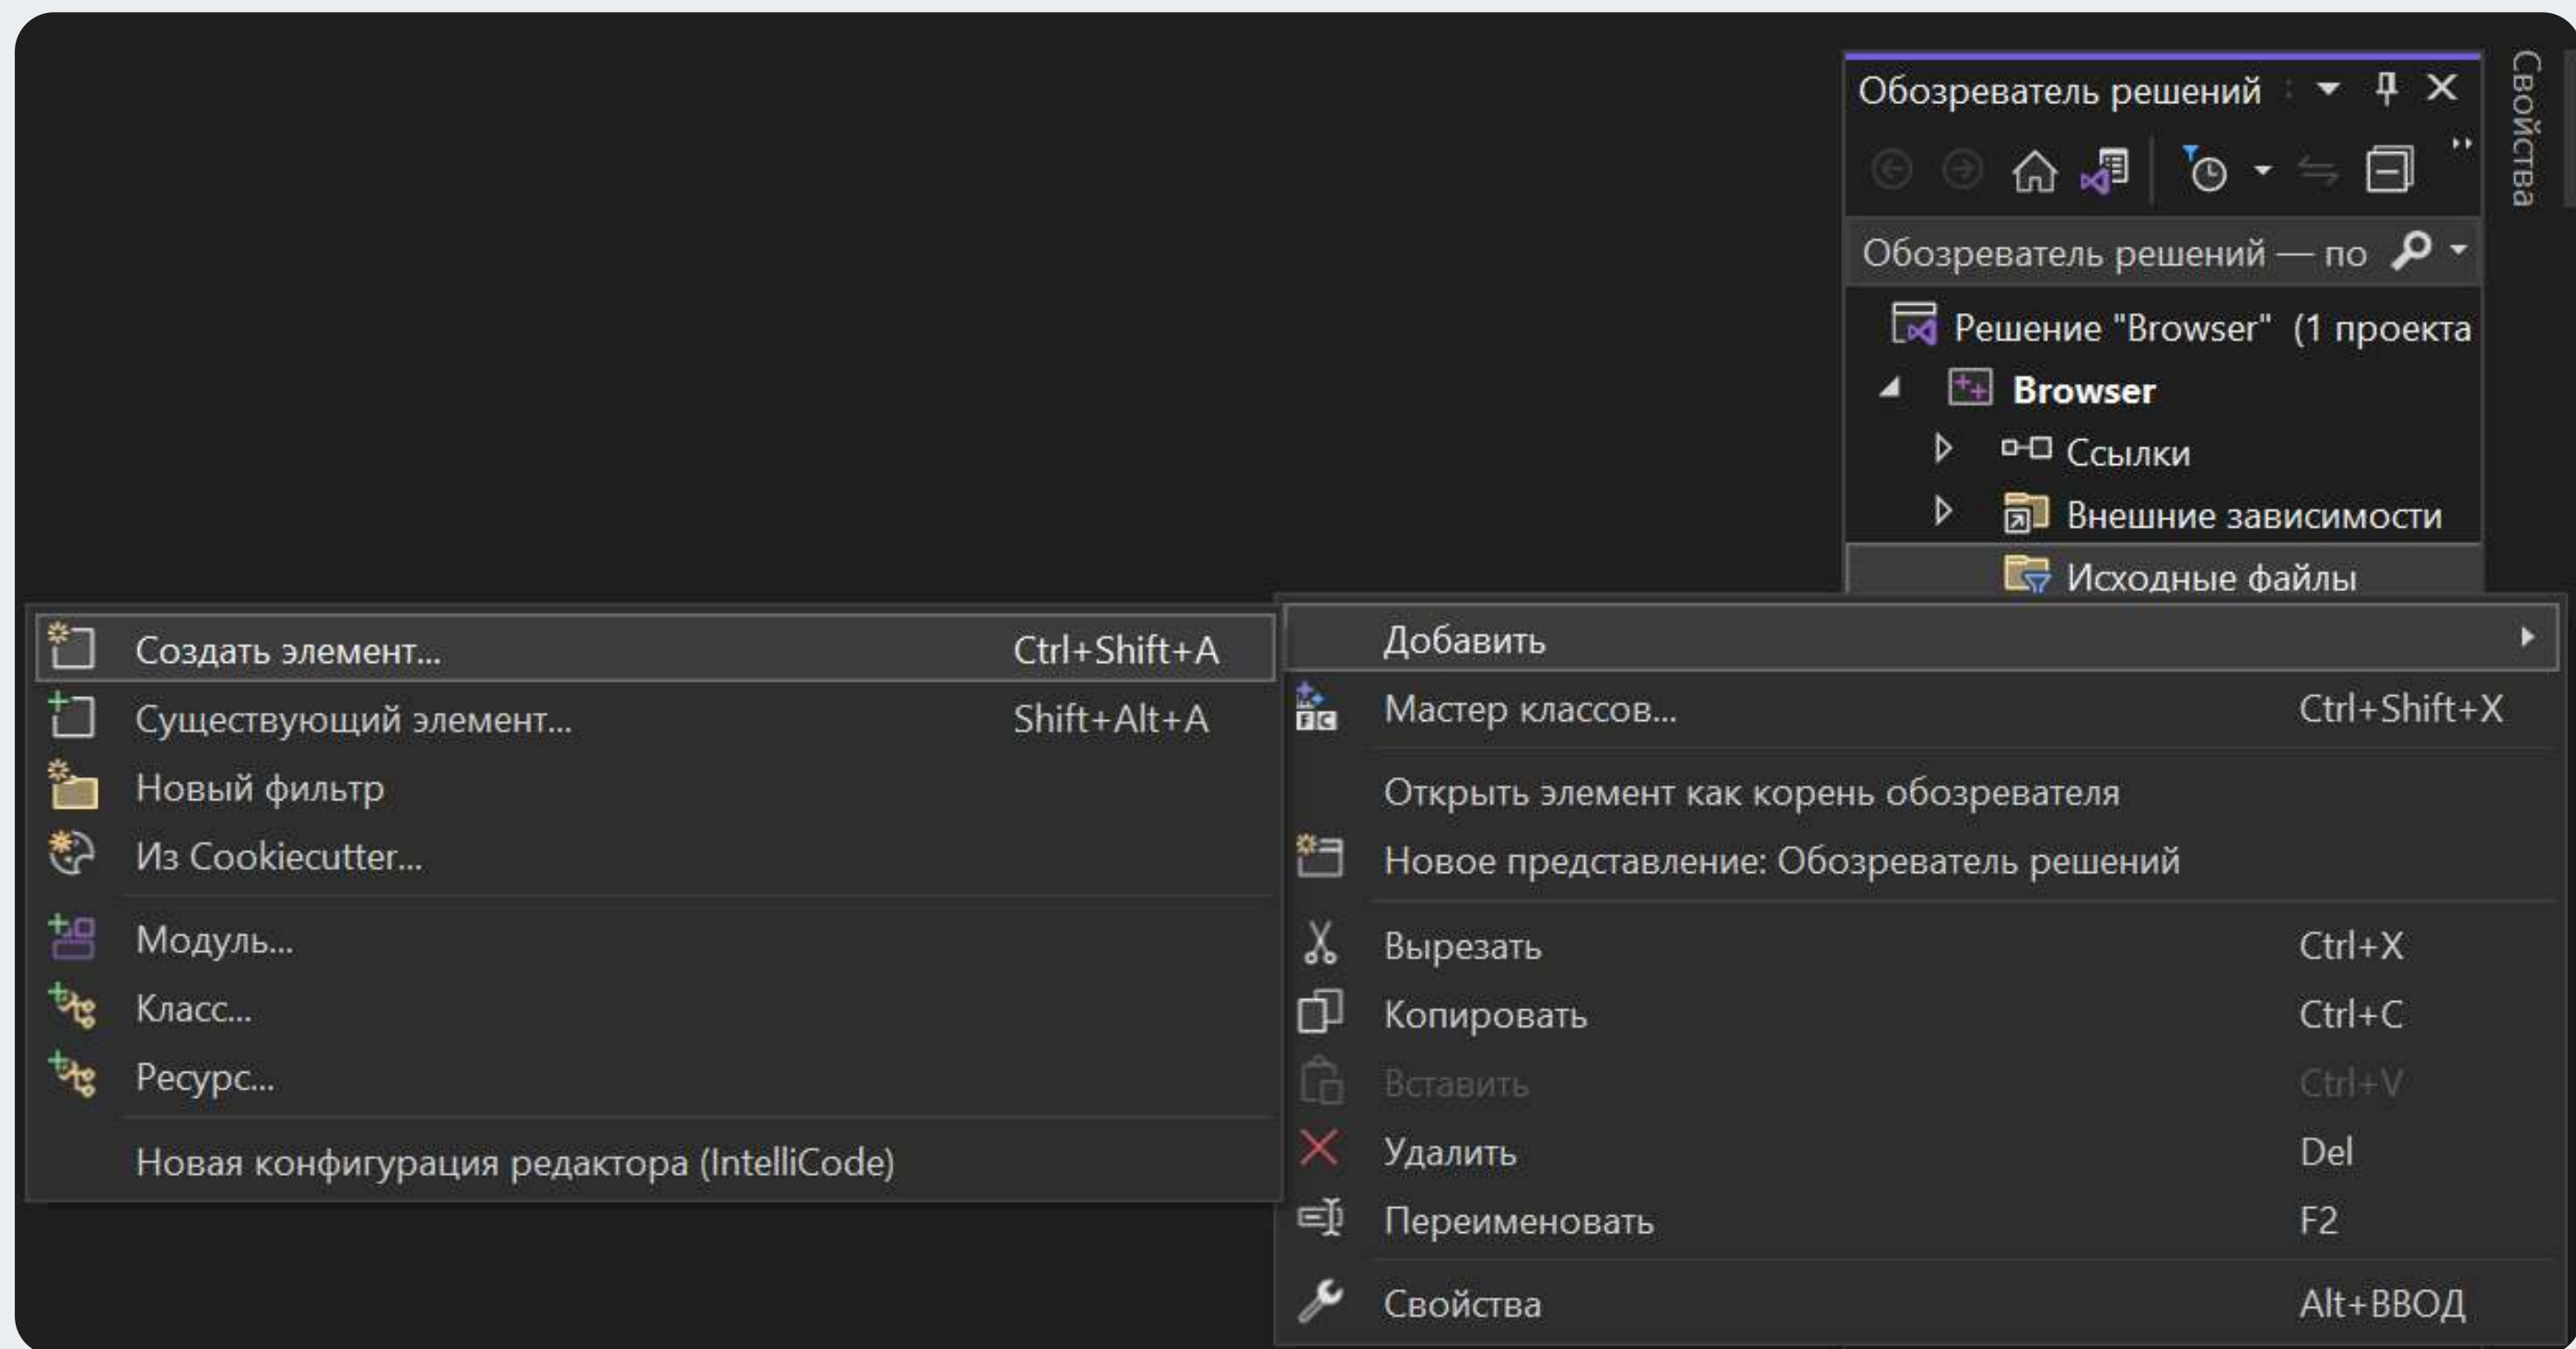 Обозреватель решений
Свойства
Обозреватель решений — по
Решение "Browser" (1 проекта
Browser
Ссылки
Внешние зависимости
Исходные файлы
Создать элемент... Ctrl+Shift+A
Существующий элемент... Shift+Alt+A
Новый фильтр
Из Cookiecutter...
Модуль...
Класс...
Ресурс...
Новая конфигурация редактора (IntelliCode)
Добавить
Мастер классов... Ctrl+Shift+X
Открыть элемент как корень обозревателя
Новое представление: Обозреватель решений
Вырезать Ctrl+X
Копировать Ctrl+C
Вставить Ctrl+V
Удалить Del
Переименовать F2
Свойства Alt+ВВОД